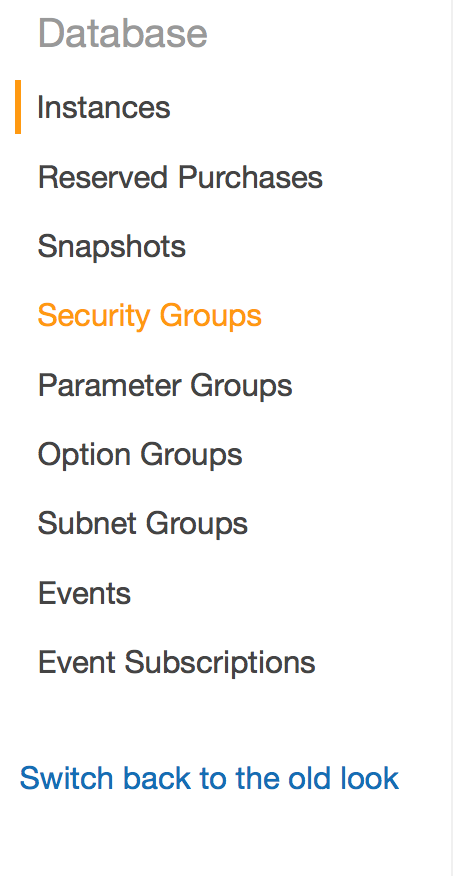 Database
Instances
Reserved Purchases
Snapshots
Security Groups
Parameter Groups
Option Groups
Subnet Groups
Events
Event Subscriptions
Switch back to the old look